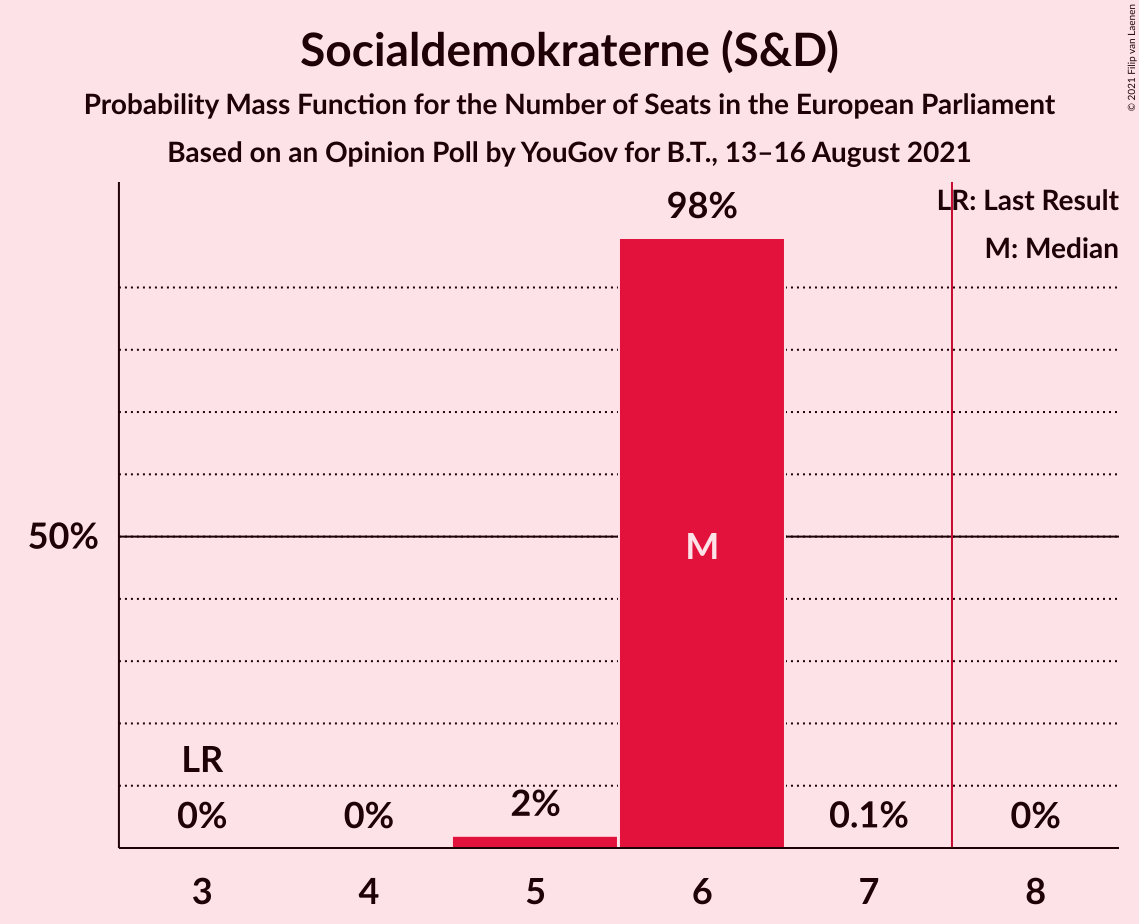 Socialdemokraterne (S&D)
Probability Mass Function for the Number of Seats in the European Parliament
Based on an Opinion Poll by YouGov for B.T., 13–16 August 2021
© 2021 Filip van Laenen
LR: Last Result
M: Median
98%
50%
M
LR
0%
0%
2%
0.1%
0%
3
4
5
6
7
8